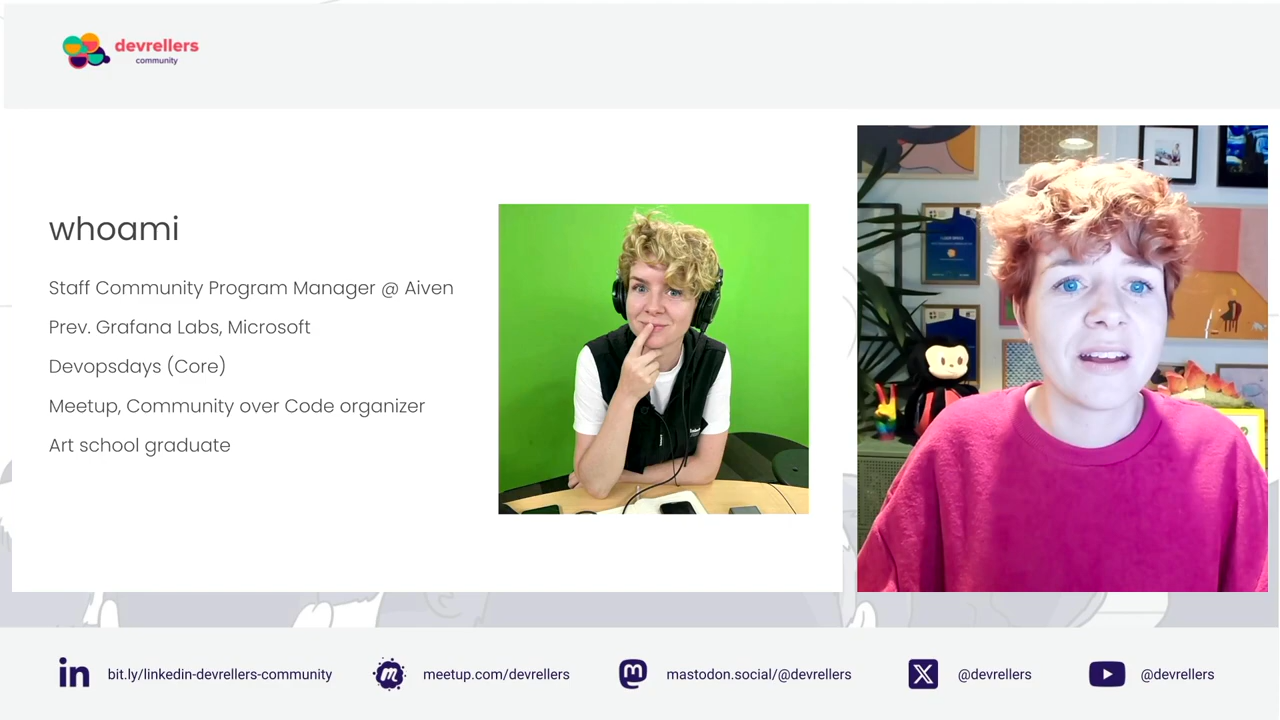 devrellers
community
whoami
Staff Community Program Manager @ Aiven
Prev. Grafana Labs, Microsoft
Devopsdays (Core)
Meetup, Community over Code organizer
Art school graduate
bit.ly/linkedin-devrellers-community
meetup.com/devrellers
mastodon.social/@devrellers
@devrellers
@devrellers